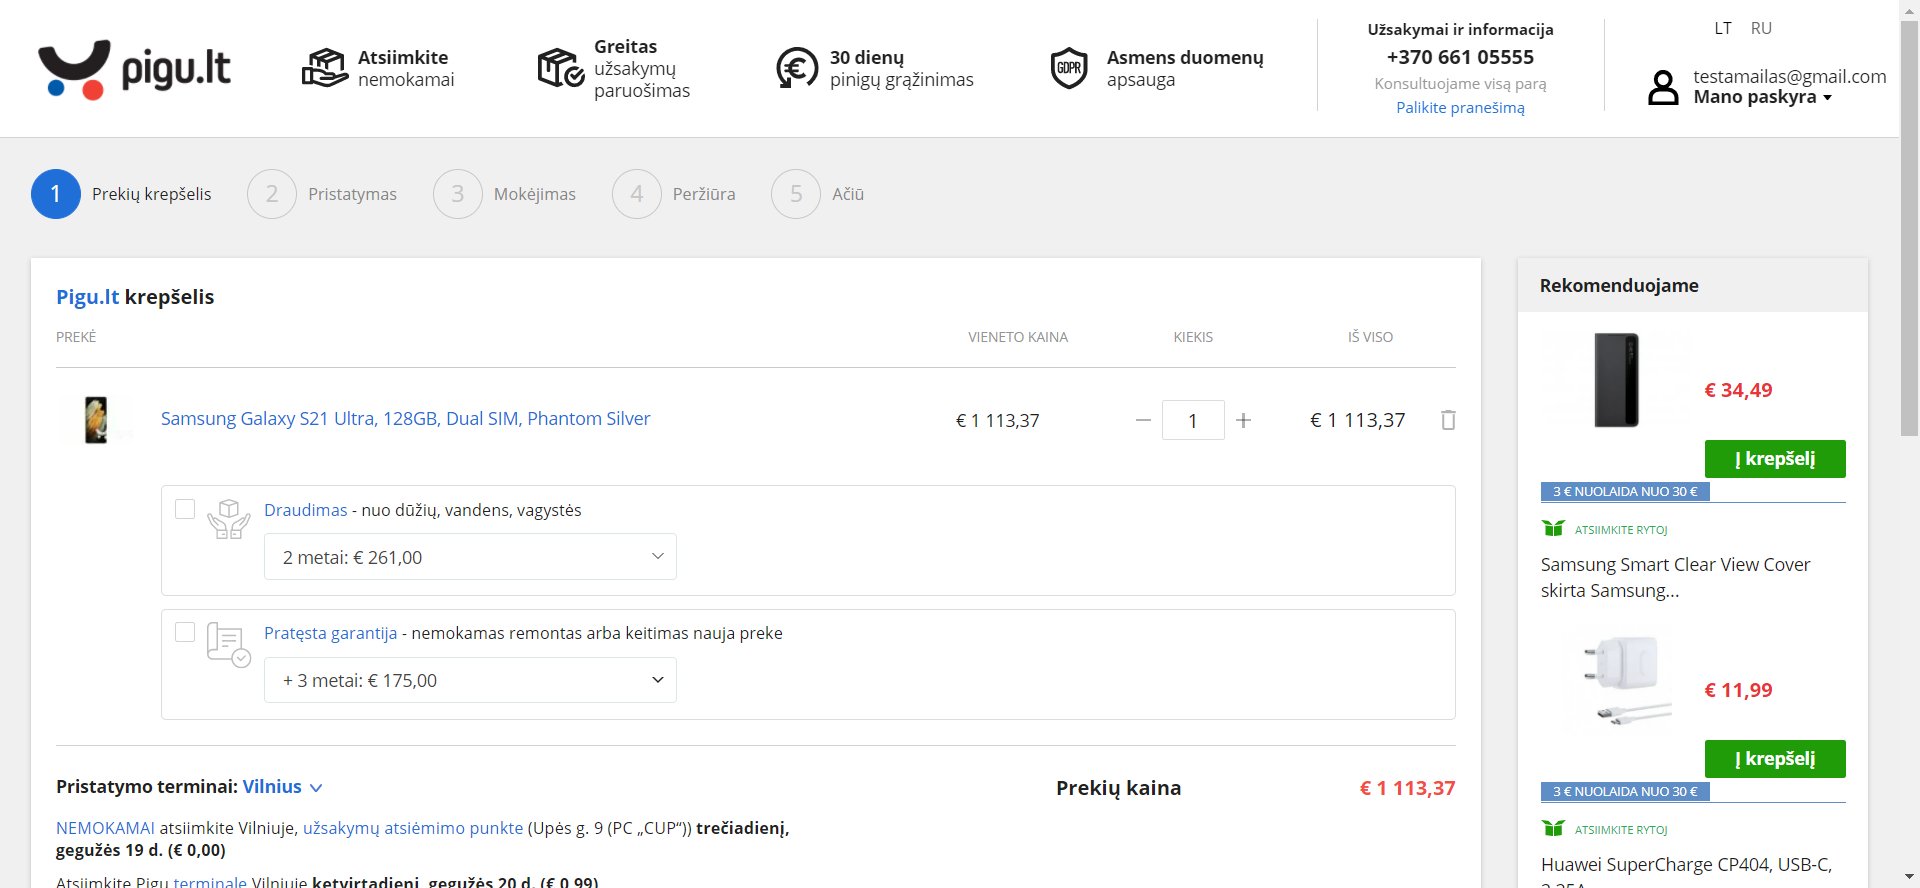 pigu.lt
Atsiimkite
nemokamai
Greitas
užsakymų
paruošimas
30 dienų
pinigų grąžinimas
GDPR
Asmens duomenų
apsauga
Užsakymai ir informacija
+370 661 05555
Konsultuojame visą parą
Palikite pranešimą
LT RU
testamailas@gmail.com
Mano paskyra
1 Prekių krepšelis 2 Pristatymas 3 Mokėjimas 4 Peržiūra 5 Ačiū
Pigu.lt krepšelis
PREKĖ VIENETO KAINA KIEKIS IŠ VISO
Samsung Galaxy S21 Ultra, 128GB, Dual SIM, Phantom Silver € 1 113,37 1 € 1 113,37
Draudimas - nuo dūžių, vandens, vagystės
2 metai: € 261,00
Pratęsta garantija - nemokamas remontas arba keitimas nauja preke
+ 3 metai: € 175,00
Pristatymo terminai: Vilnius
NEMOKAMAI atsiimkite Vilniuje, užsakymų atsiėmimo punkte (Upės g. 9 (PC „CUP“)) trečiadienį,
gegužės 19 d. (€ 0,00)
Atsiimkite Pigu terminale Vilniuje ketvirtadienį, gegužės 20 d. (€ 0,99)
Prekių kaina € 1 113,37
Rekomenduojame
€ 34,49
Į krepšelį
3 € NUOLAIDA NUO 30 €
ATSIIMKITE RYTOJ
Samsung Smart Clear View Cover
skirta Samsung...
€ 11,99
Į krepšelį
3 € NUOLAIDA NUO 30 €
ATSIIMKITE RYTOJ
Huawei SuperCharge CP404, USB-C,